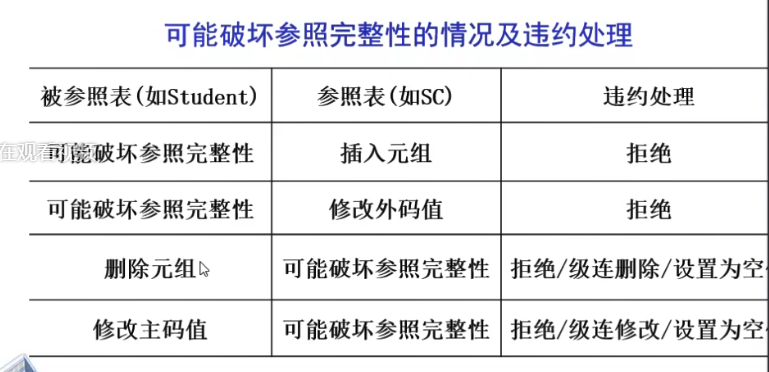 可能破坏参照完整性的情况及违约处理
被参照表(如Student) 参照表(如SC) 违约处理
可能破坏参照完整性 插入元组 拒绝
可能破坏参照完整性 修改外码值 拒绝
删除元组 可能破坏参照完整性 拒绝/级连删除/设置为空
修改主码值 可能破坏参照完整性 拒绝/级连修改/设置为空
在观看